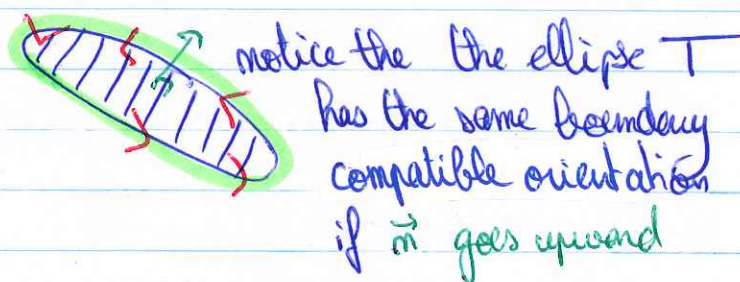 notice the the ellipse T
has the same boundary
compatible orientation
if n⃗ goes upward